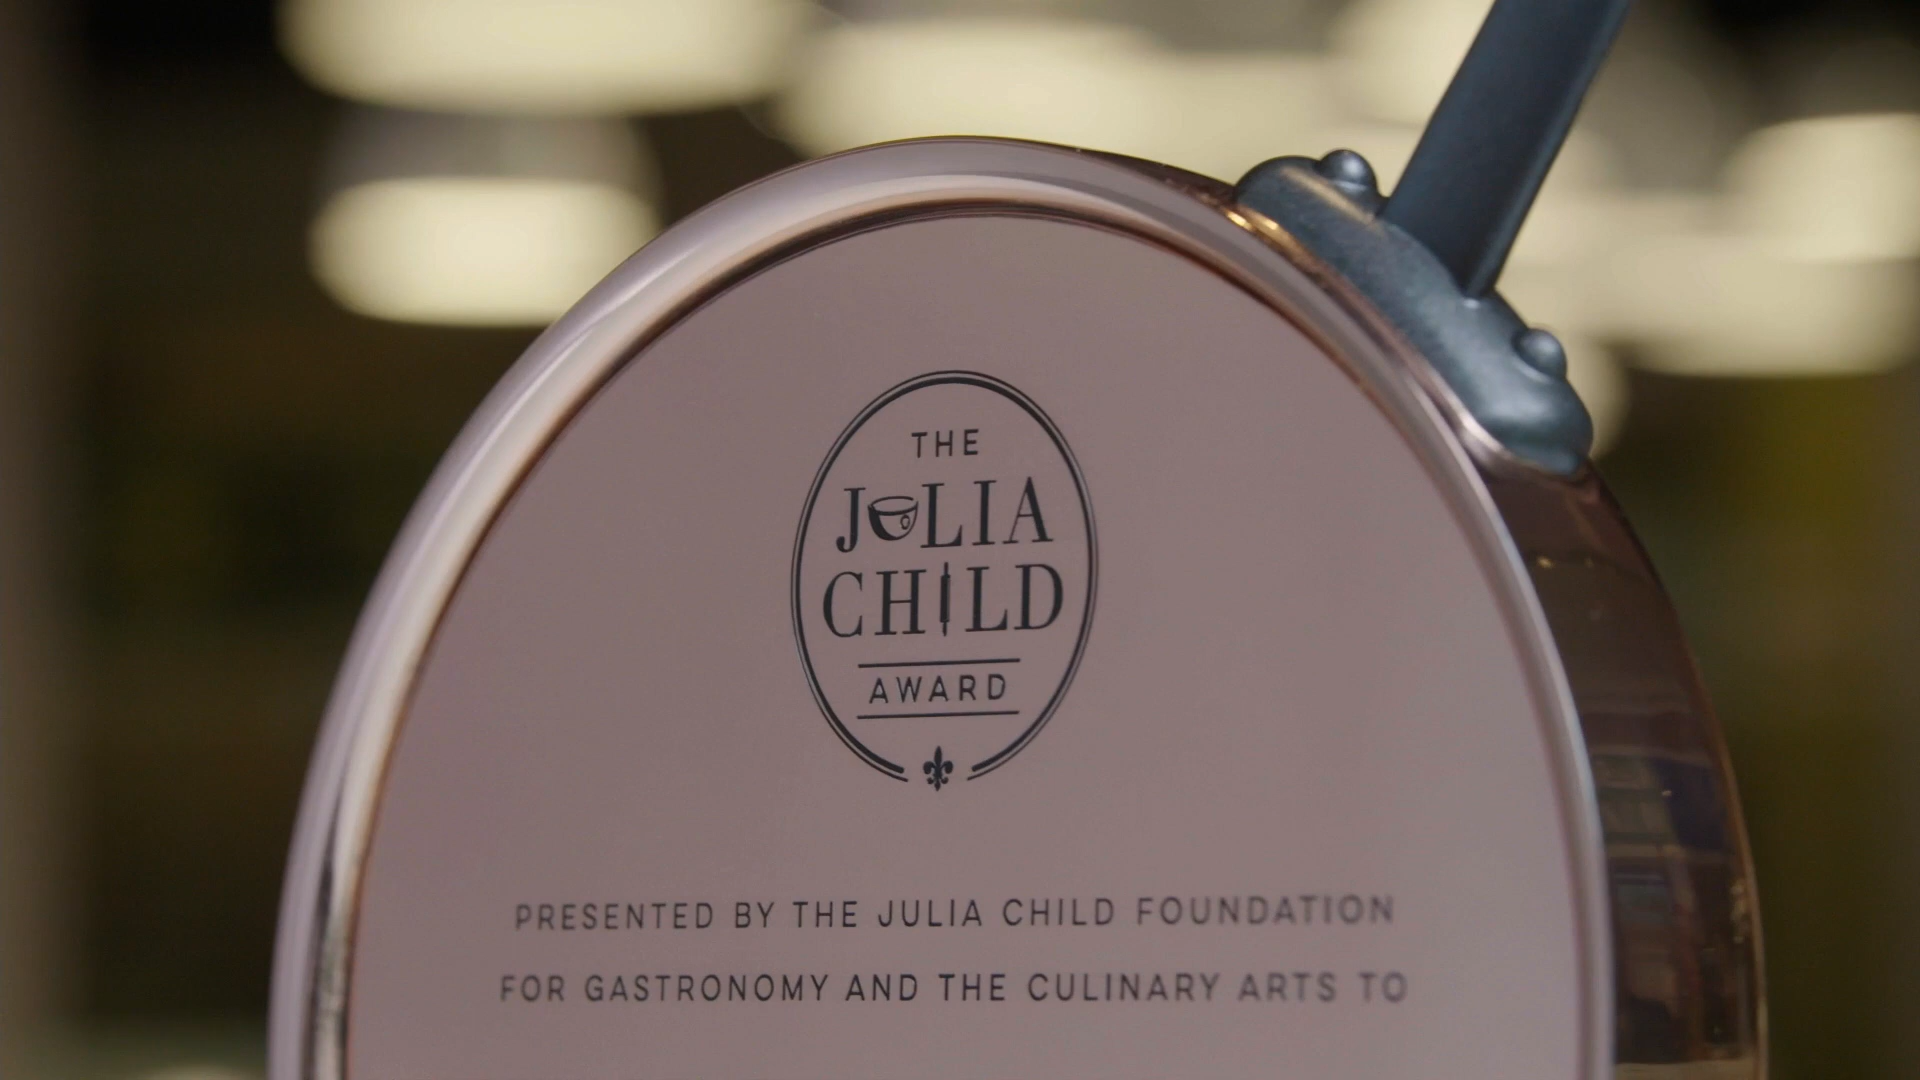 THE
JULIA
CHILD
AWARD
PRESENTED BY THE JULIA CHILD FOUNDATION
FOR GASTRONOMY AND THE CULINARY ARTS TO